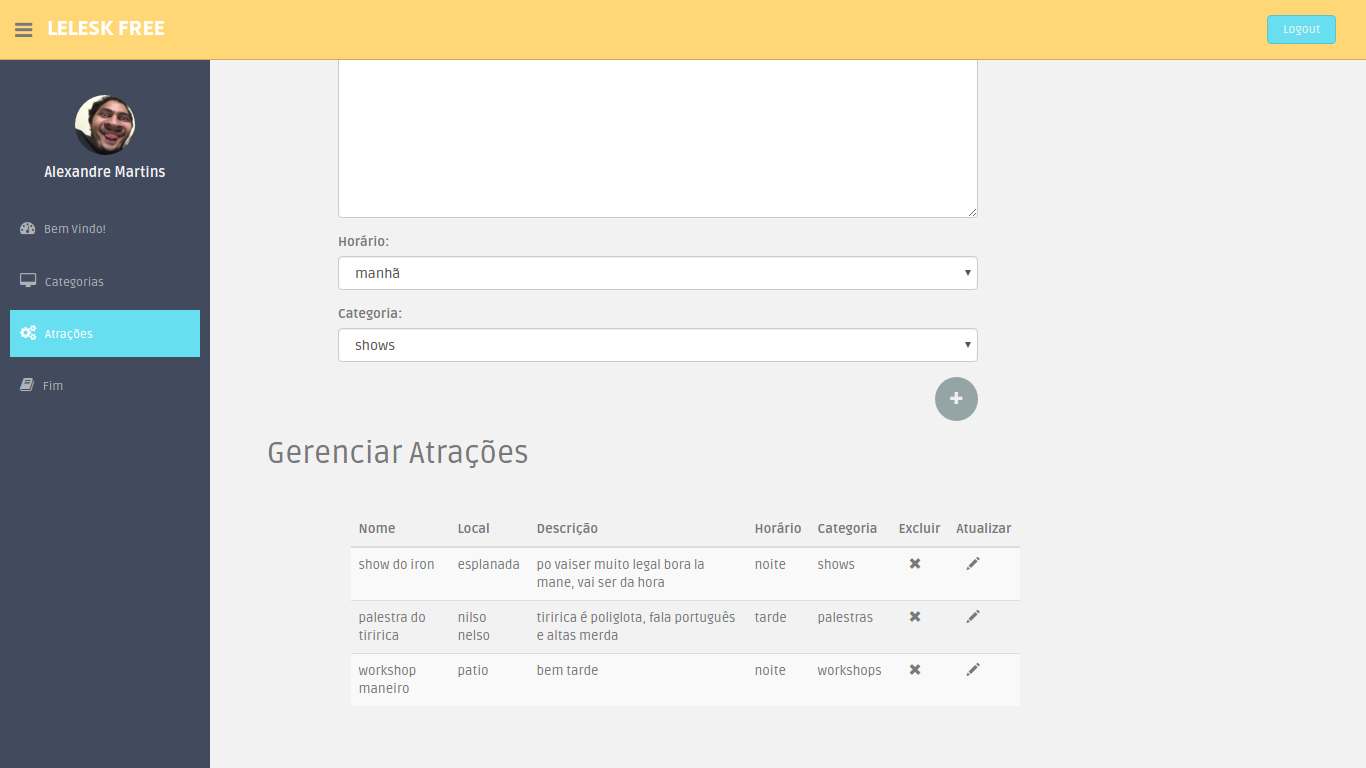 LELESK FREE
Logout
Alexandre Martins
Bem Vindo!
Categorias
Atrações
Fim
Horário:
manhã
Categoria:
shows
Gerenciar Atrações
Nome Local Descrição Horário Categoria Excluir Atualizar
show do iron esplanada po vaiser muito legal bora la noite shows
mane, vai ser da hora
palestra do nilso tiririca é poliglota, fala português tarde palestras
tiririca nelso e altas merda
workshop patio bem tarde noite workshops
maneiro